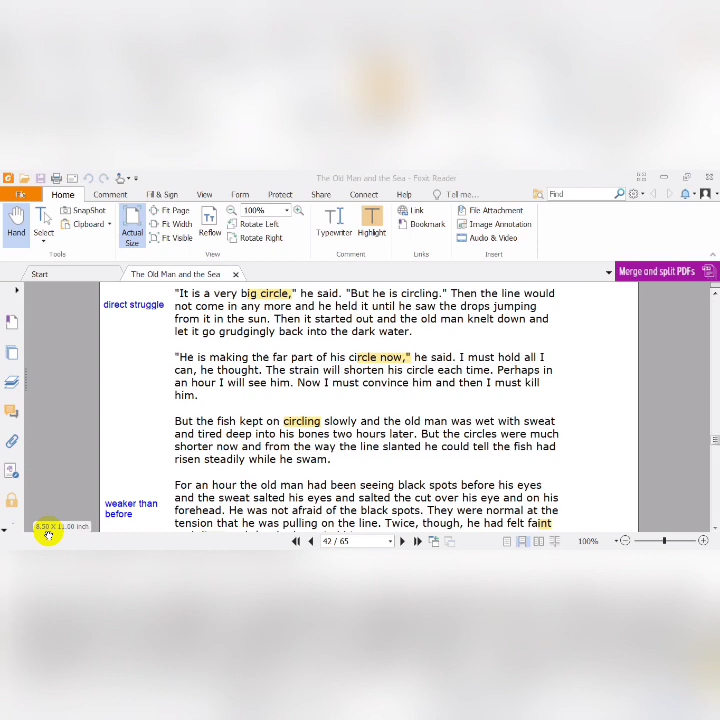 The Old Man and the Sea - Foxit Reader
File Home Comment Fill & Sign View Form Protect Share Connect Help Tell me... Find
Hand
Select
SnapShot
Clipboard
Actual
Size
Fit Page
Fit Width
Fit Visible
Reflow
100%
Rotate Left
Rotate Right
Typewriter
Highlight
Link
Bookmark
File Attachment
Image Annotation
Audio & Video
Tools View Comment Links Insert
Start The Old Man and the Sea Merge and split PDFs
direct struggle
"It is a very big circle," he said. "But he is circling." Then the line would
not come in any more and he held it until he saw the drops jumping
from it in the sun. Then it started out and the old man knelt down and
let it go grudgingly back into the dark water.
"He is making the far part of his circle now," he said. I must hold all I
can, he thought. The strain will shorten his circle each time. Perhaps in
an hour I will see him. Now I must convince him and then I must kill
him.
But the fish kept on circling slowly and the old man was wet with sweat
and tired deep into his bones two hours later. But the circles were much
shorter now and from the way the line slanted he could tell the fish had
risen steadily while he swam.
weaker than
before
For an hour the old man had been seeing black spots before his eyes
and the sweat salted his eyes and salted the cut over his eye and on his
forehead. He was not afraid of the black spots. They were normal at the
tension that he was pulling on the line. Twice, though, he had felt faint
8.50 X 11.00 inch
42 / 65 100%